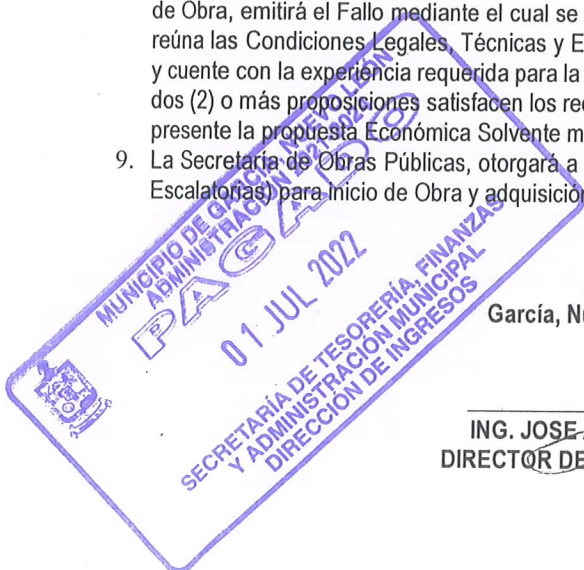 de Obra, emitirá el Fallo mediante el cual se
reúna las Condiciones Legales, Técnicas y E
y cuente con la experiencia requerida para la
dos (2) o más proposiciones satisfacen los re
presente la propuesta Económica Solvente m
9. La Secretaría de Obras Públicas, otorgará a
Escalatorias) para inicio de Obra y adquisición
MUNICIPIO DE GARCÍA, NUEVO LEÓN
ADMINISTRACIÓN 2021-2024
PAGADO
01 JUL 2022
SECRETARÍA DE TESORERÍA, FINANZAS
Y ADMINISTRACIÓN MUNICIPAL
DIRECCIÓN DE INGRESOS
García, Nu
ING. JOSE
DIRECTOR DE